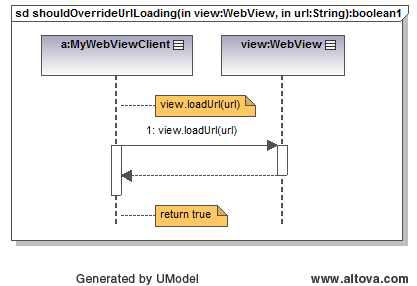 sd shouldOverrideUrlLoading(in view:WebView, in url:String):boolean1
a:MyWebViewClient
view:WebView
view.loadUrl(url)
1: view.loadUrl(url)
return true
Generated by UModel
www.altova.com